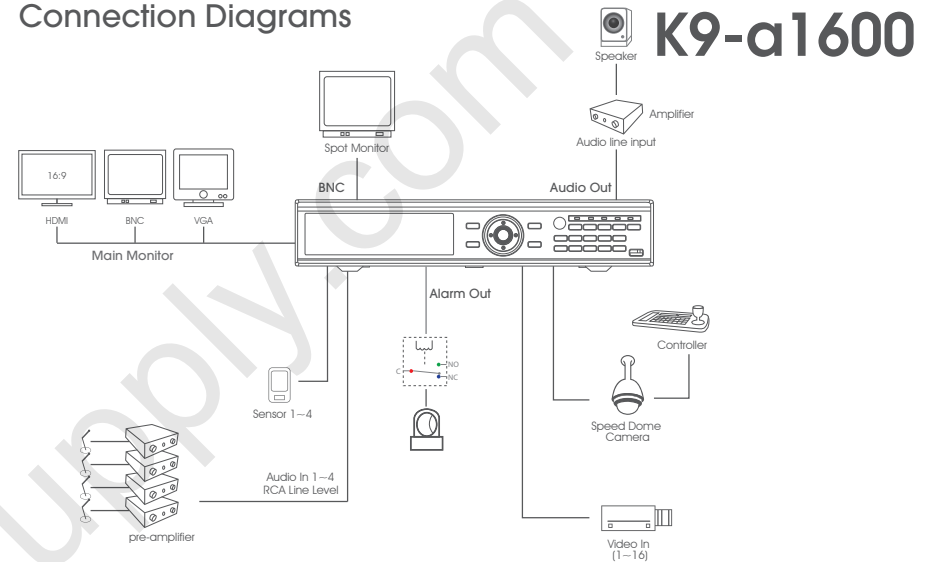 Connection Diagrams
K9-a1600
Speaker
Amplifier
Audio line input
Spot Monitor
16:9
HDMI
BNC
VGA
Main Monitor
BNC
Audio Out
Alarm Out
C
NO
NC
Controller
Sensor 1~4
Speed Dome
Camera
Audio In 1~4
RCA Line Level
pre-amplifier
Video In
(1~16)
upply.com